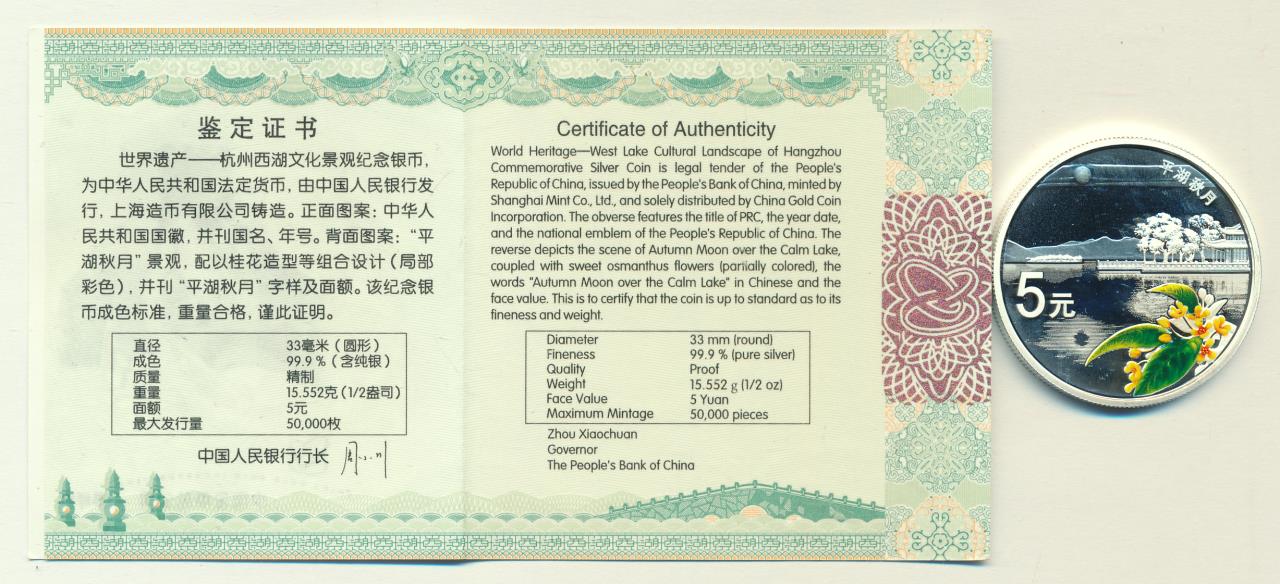 鉴定证书
世界遗产——杭州西湖文化景观纪念银币，
为中华人民共和国法定货币，由中国人民银行发
行，上海造币有限公司铸造。正面图案：中华人
民共和国国徽，并刊国名、年号。背面图案：“平
湖秋月”景观，配以桂花造型等组合设计（局部
彩色），并刊“平湖秋月”字样及面额。该纪念银
币成色标准，重量合格，谨此证明。
直径 33毫米（圆形）
成色 99.9%（含纯银）
质量 精制
重量 15.552克（1/2盎司）
面额 5元
最大发行量 50,000枚
中国人民银行行长
Certificate of Authenticity
World Heritage—West Lake Cultural Landscape of Hangzhou
Commemorative Silver Coin is legal tender of the People's
Republic of China, issued by the People's Bank of China, minted by
Shanghai Mint Co., Ltd., and solely distributed by China Gold Coin
Incorporation. The obverse features the title of PRC, the year date,
and the national emblem of the People's Republic of China. The
reverse depicts the scene of Autumn Moon over the Calm Lake,
coupled with sweet osmanthus flowers (partially colored), the
words "Autumn Moon over the Calm Lake" in Chinese and the
face value. This is to certify that the coin is up to standard as to its
fineness and weight.
Diameter 33 mm (round)
Fineness 99.9 % (pure silver)
Quality Proof
Weight 15.552 g (1/2 oz)
Face Value 5 Yuan
Maximum Mintage 50,000 pieces
Zhou Xiaochuan
Governor
The People's Bank of China
平湖秋月
5元